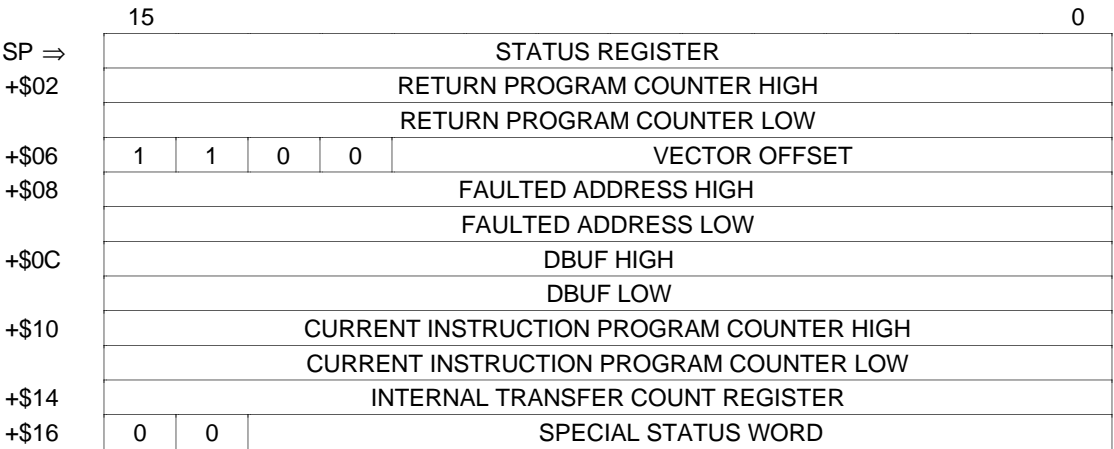 15 0
SP ⇒ STATUS REGISTER
+$02 RETURN PROGRAM COUNTER HIGH
RETURN PROGRAM COUNTER LOW
+$06 1 1 0 0 VECTOR OFFSET
+$08 FAULTED ADDRESS HIGH
FAULTED ADDRESS LOW
+$0C DBUF HIGH
DBUF LOW
+$10 CURRENT INSTRUCTION PROGRAM COUNTER HIGH
CURRENT INSTRUCTION PROGRAM COUNTER LOW
+$14 INTERNAL TRANSFER COUNT REGISTER
+$16 0 0 SPECIAL STATUS WORD